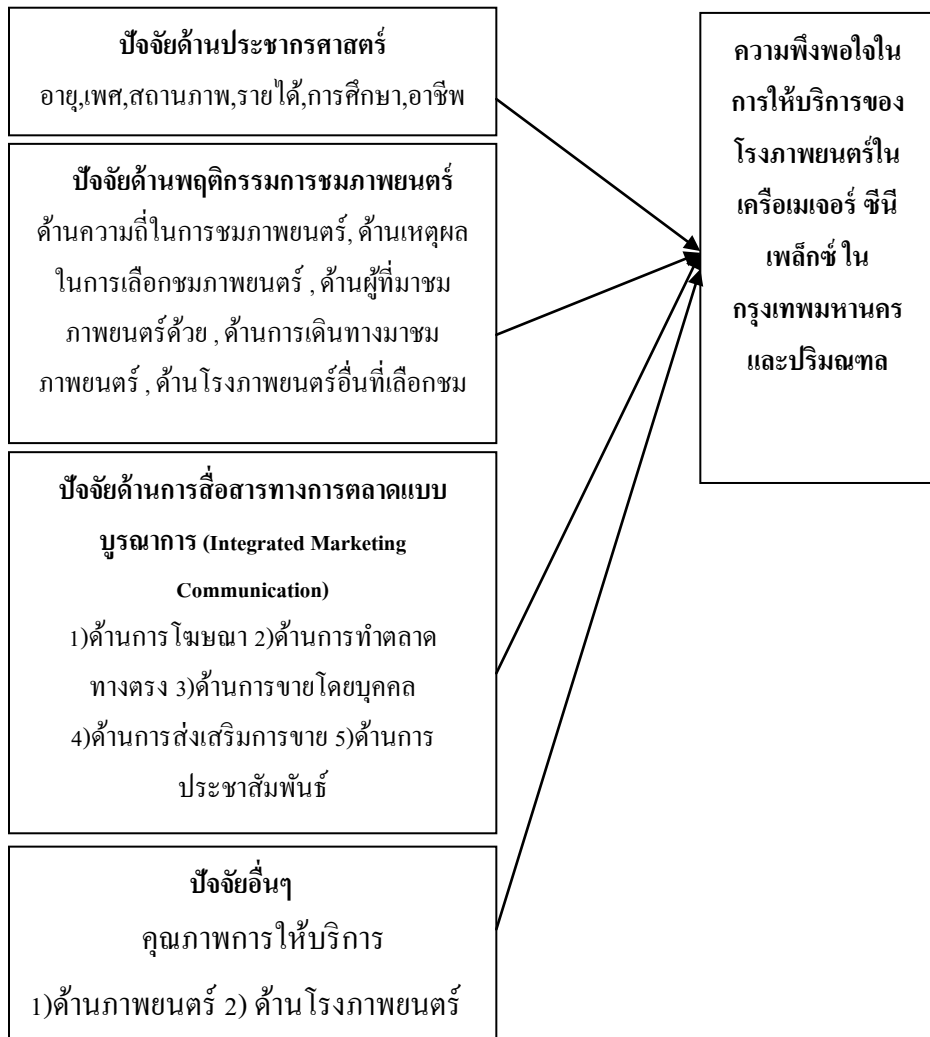 ปัจจัยด้านประชากรศาสตร์
อายุ,เพศ,สถานภาพ,รายได้,การศึกษา,อาชีพ
ปัจจัยด้านพฤติกรรมการชมภาพยนตร์
ด้านความถี่ในการชมภาพยนตร์, ด้านเหตุผล
ในการเลือกชมภาพยนตร์ , ด้านผู้ที่มาชม
ภาพยนตร์ด้วย , ด้านการเดินทางมาชม
ภาพยนตร์ , ด้านโรงภาพยนตร์อื่นที่เลือกชม
ปัจจัยด้านการสื่อสารทางการตลาดแบบ
บูรณาการ (Integrated Marketing
Communication)
1)ด้านการโฆษณา 2)ด้านการทำตลาด
ทางตรง 3)ด้านการขายโดยบุคคล
4)ด้านการส่งเสริมการขาย 5)ด้านการ
ประชาสัมพันธ์
ปัจจัยอื่นๆ
คุณภาพการให้บริการ
1)ด้านภาพยนตร์ 2) ด้านโรงภาพยนตร์
ความพึงพอใจใน
การให้บริการของ
โรงภาพยนตร์ใน
เครือเมเจอร์ ซีนี
เพล็กซ์ ใน
กรุงเทพมหานคร
และปริมณฑล